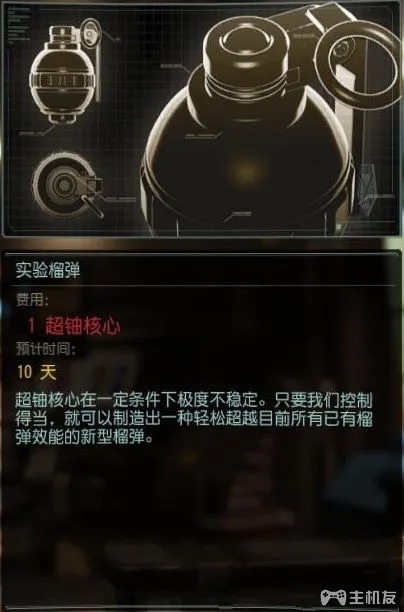 实验榴弹
费用：
1 超铀核心
预计时间：
10 天
超铀核心在一定条件下极度不稳定。只要我们控制
得当，就可以制造出一种轻松超越目前所有已有榴
弹效能的新型榴弹。
主机友